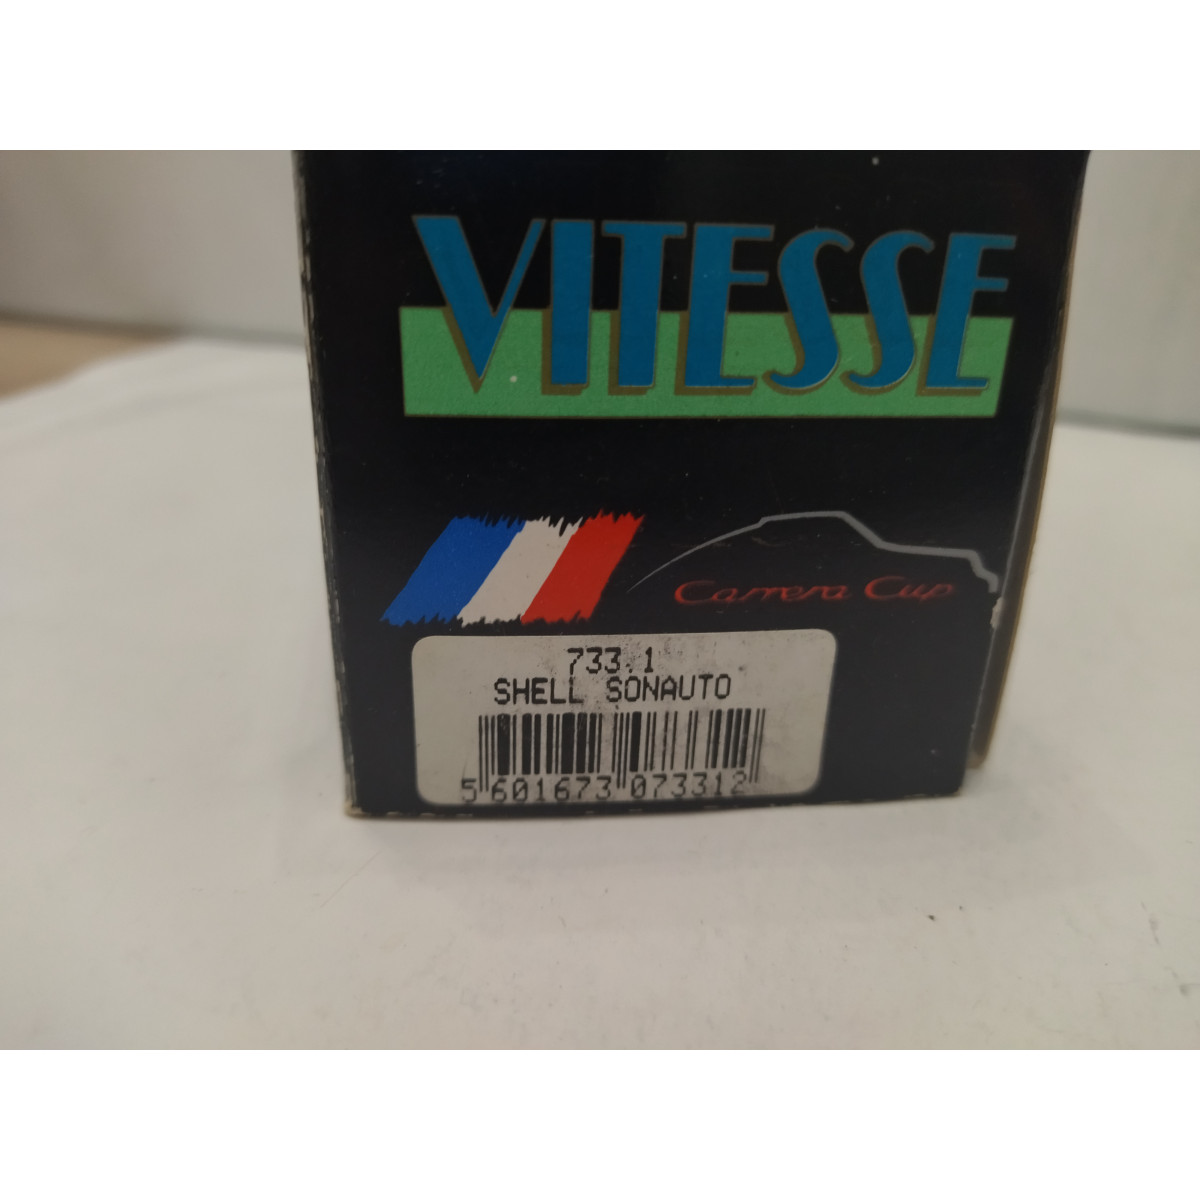 VITESSE
Carrera Cup
733.1
SHELL SONAUTO
5 601673 073312